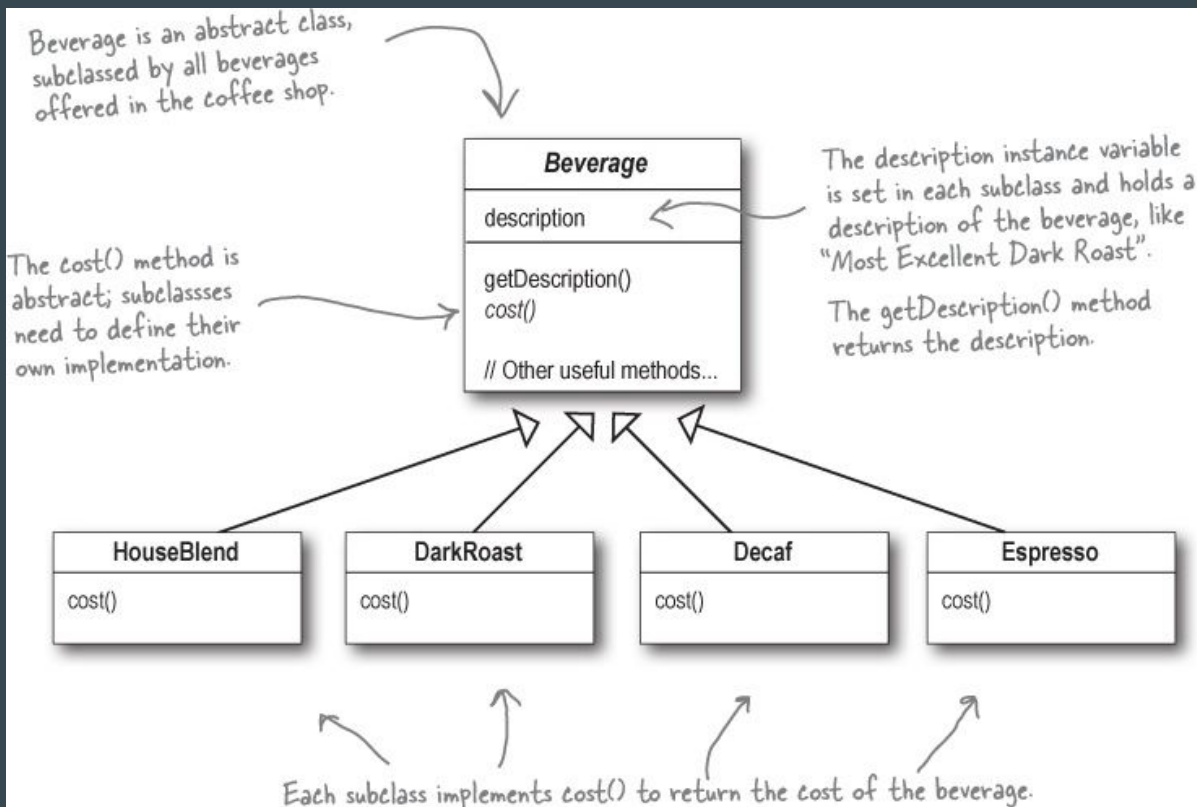 Beverage is an abstract class,
subclassed by all beverages
offered in the coffee shop.
Beverage
description
getDescription()
cost()
// Other useful methods...
The description instance variable
is set in each subclass and holds a
description of the beverage, like
“Most Excellent Dark Roast”.
The getDescription() method
returns the description.
The cost() method is
abstract; subclassses
need to define their
own implementation.
HouseBlend
cost()
DarkRoast
cost()
Decaf
cost()
Espresso
cost()
Each subclass implements cost() to return the cost of the beverage.